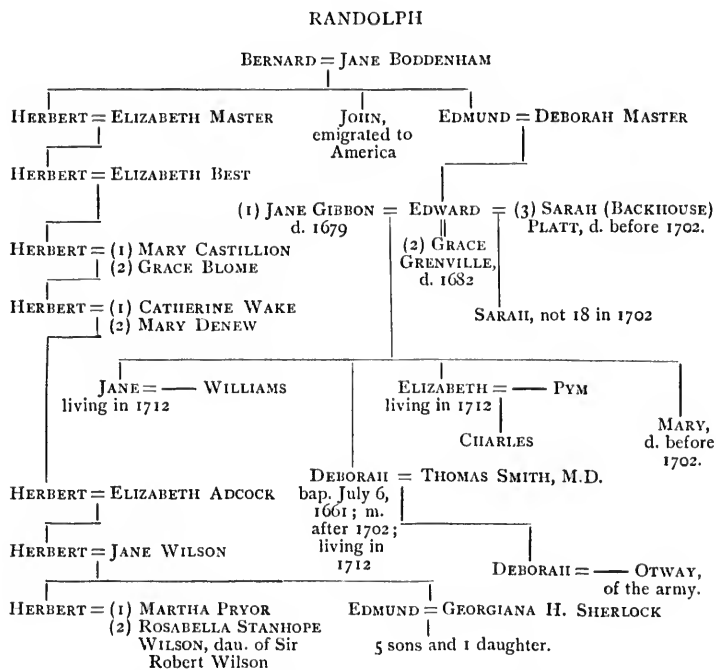 RANDOLPH
BERNARD = JANE BODDENHAM
HERBERT = ELIZABETH MASTER
JOHN,
emigrated to
America
EDMUND = DEBORAH MASTER
HERBERT = ELIZABETH BEST
(1) JANE GIBBON = EDWARD = (3) SARAH (BACKHOUSE)
d. 1679
PLATT, d. before 1702.
(2) GRACE
GRENVILLE,
d. 1682
HERBERT = (1) MARY CASTILLION
(2) GRACE BLOME
SARAH, not 18 in 1702
HERBERT = (1) CATHERINE WAKE
(2) MARY DENEW
JANE = — WILLIAMS
living in 1712
ELIZABETH = — PYM
living in 1712
CHARLES
MARY,
d. before
1702.
HERBERT = ELIZABETH ADCOCK
DEBORAH = THOMAS SMITH, M.D.
bap. July 6,
1661; m.
after 1702;
living in
1712
HERBERT = JANE WILSON
DEBORAH = — OTWAY,
of the army.
HERBERT = (1) MARTHA PRYOR
(2) ROSABELLA STANHOPE
WILSON, dau. of Sir
Robert Wilson
EDMUND = GEORGIANA H. SHERLOCK
5 sons and 1 daughter.